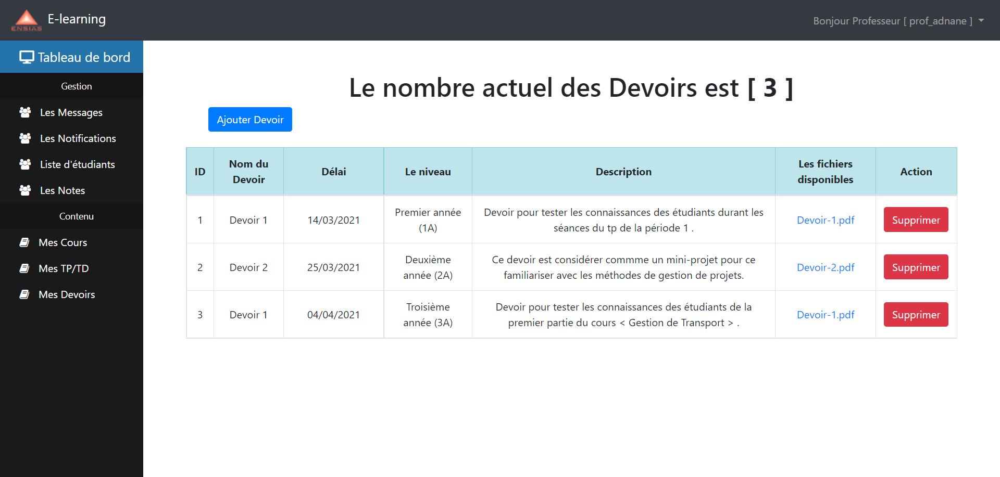 ENSIAS
E-learning
Bonjour Professeur [ prof_adnane ]
Tableau de bord
Gestion
Les Messages
Les Notifications
Liste d'étudiants
Les Notes
Contenu
Mes Cours
Mes TP/TD
Mes Devoirs
Le nombre actuel des Devoirs est [ 3 ]
Ajouter Devoir
ID
Nom du
Devoir
Délai
Le niveau
Description
Les fichiers
disponibles
Action
1
Devoir 1
14/03/2021
Premier année
(1A)
Devoir pour tester les connaissances des étudiants durant les
séances du tp de la période 1 .
Devoir-1.pdf
Supprimer
2
Devoir 2
25/03/2021
Deuxième
année (2A)
Ce devoir est considérer commme un mini-projet pour ce
familiariser avec les méthodes de gestion de projets.
Devoir-2.pdf
Supprimer
3
Devoir 1
04/04/2021
Troisième
année (3A)
Devoir pour tester les connaissances des étudiants de la
premier partie du cours < Gestion de Transport > .
Devoir-1.pdf
Supprimer